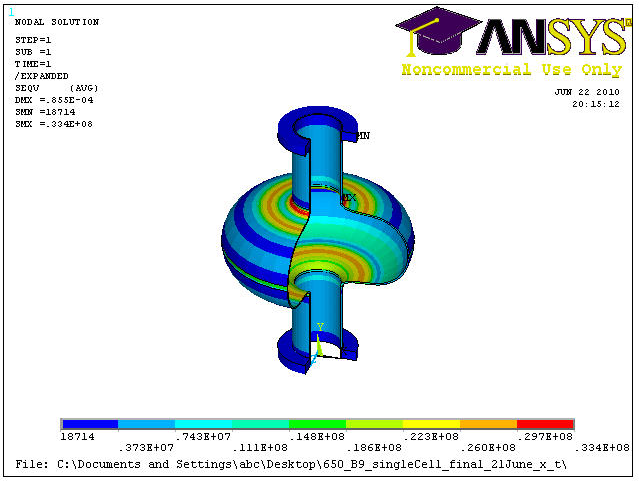 1
NODAL SOLUTION
STEP=1
SUB =1
TIME=1
/EXPANDED
SEQV (AVG)
DMX =.855E-04
SMN =18714
SMX =.334E+08
ANSYS
Noncommercial Use Only
JUN 22 2010
20:15:12
MN
MX
Y
18714 .743E+07 .148E+08 .223E+08 .297E+08
.373E+07 .111E+08 .186E+08 .260E+08 .334E+08
File: C:\Documents and Settings\abc\Desktop\650_B9_singleCell_final_21June_x_t\